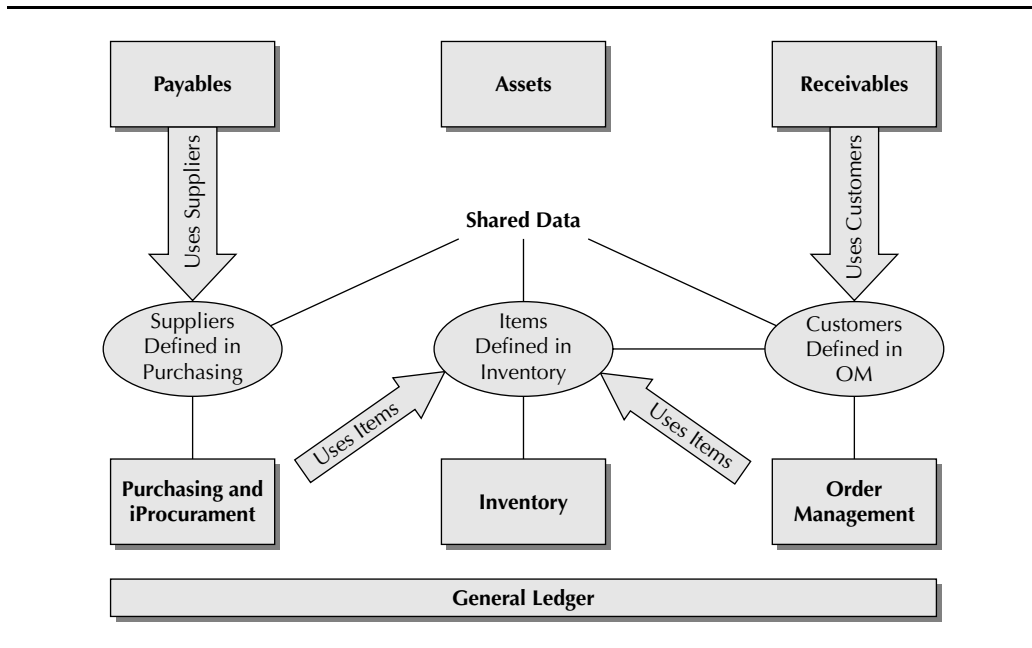 Payables
Assets
Receivables
Uses Suppliers
Uses Customers
Shared Data
Suppliers
Defined in
Purchasing
Items
Defined in
Inventory
Customers
Defined in
OM
Uses Items
Uses Items
Purchasing and
iProcurament
Inventory
Order
Management
General Ledger